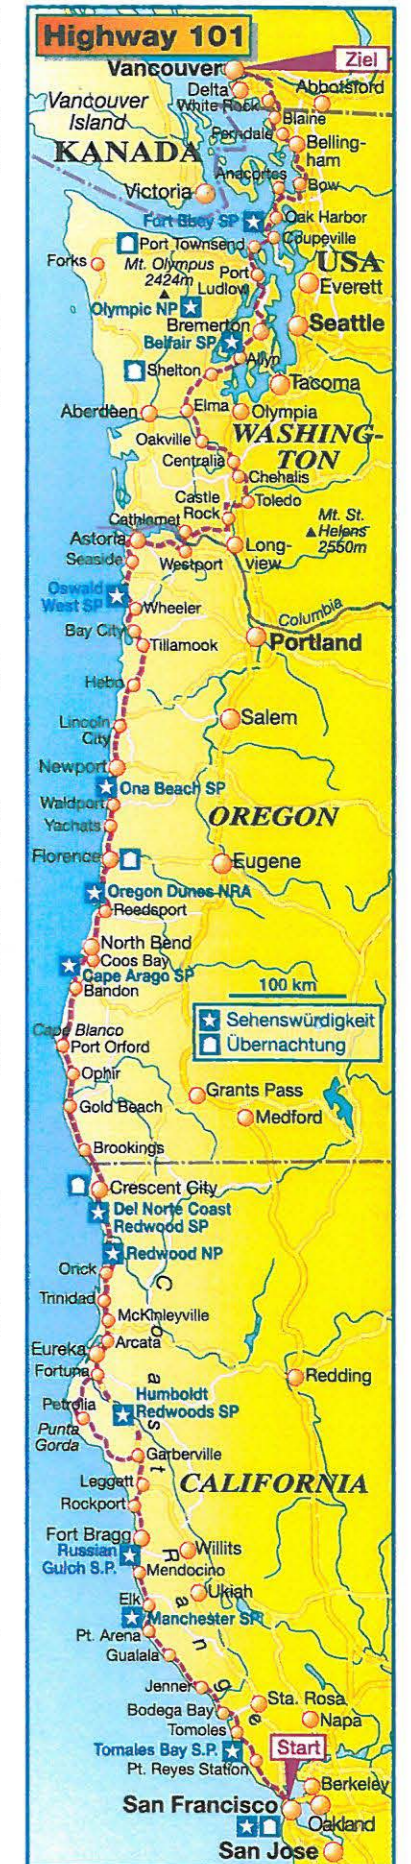 Highway 101
Ziel
Vancouver
Delta
Abbotsford
White Rock
Vancouver
Island
Blaine
Ferndale
Belling-
ham
KANADA
Anacortes
Bow
Victoria
Fort Ebey SP
Oak Harbor
Coupeville
Port Townsend
USA
Forks
Mt. Olympus
2424m
Port
Ludlow
Everett
Olympic NP
Bremerton
Seattle
Belfair SP
Allyn
Shelton
Tacoma
Aberdeen
Elma
Olympia
Oakville
WASHING-
TON
Centralia
Chehalis
Castle
Rock
Toledo
Cathlamet
Mt. St.
Helens
2550m
Astoria
Long-
view
Seaside
Westport
Oswald
West SP
Wheeler
Columbia
Bay City
Tillamook
Portland
Hebo
Lincoln
City
Salem
Newport
Ona Beach SP
Waldport
Yachats
OREGON
Florence
Eugene
Oregon Dunes NRA
Reedsport
North Bend
Coos Bay
Cape Arago SP
Bandon
100 km
Sehenswürdigkeit
Übernachtung
Cape Blanco
Port Orford
Ophir
Grants Pass
Gold Beach
Medford
Brookings
Crescent City
Del Norte Coast
Redwood SP
Redwood NP
Orick
Trinidad
McKinleyville
Arcata
Eureka
Fortuna
Redding
Humboldt
Redwoods SP
Petrolia
Punta
Gorda
Garberville
Coast Range
Leggett
CALIFORNIA
Rockport
Fort Bragg
Willits
Russian
Gulch S.P.
Mendocino
Ukiah
Elk
Manchester SP
Pt. Arena
Gualala
Jenner
Sta. Rosa
Bodega Bay
Napa
Tomoles
Tomales Bay S.P.
Start
Pt. Reyes Station
Berkeley
San Francisco
Oakland
San Jose